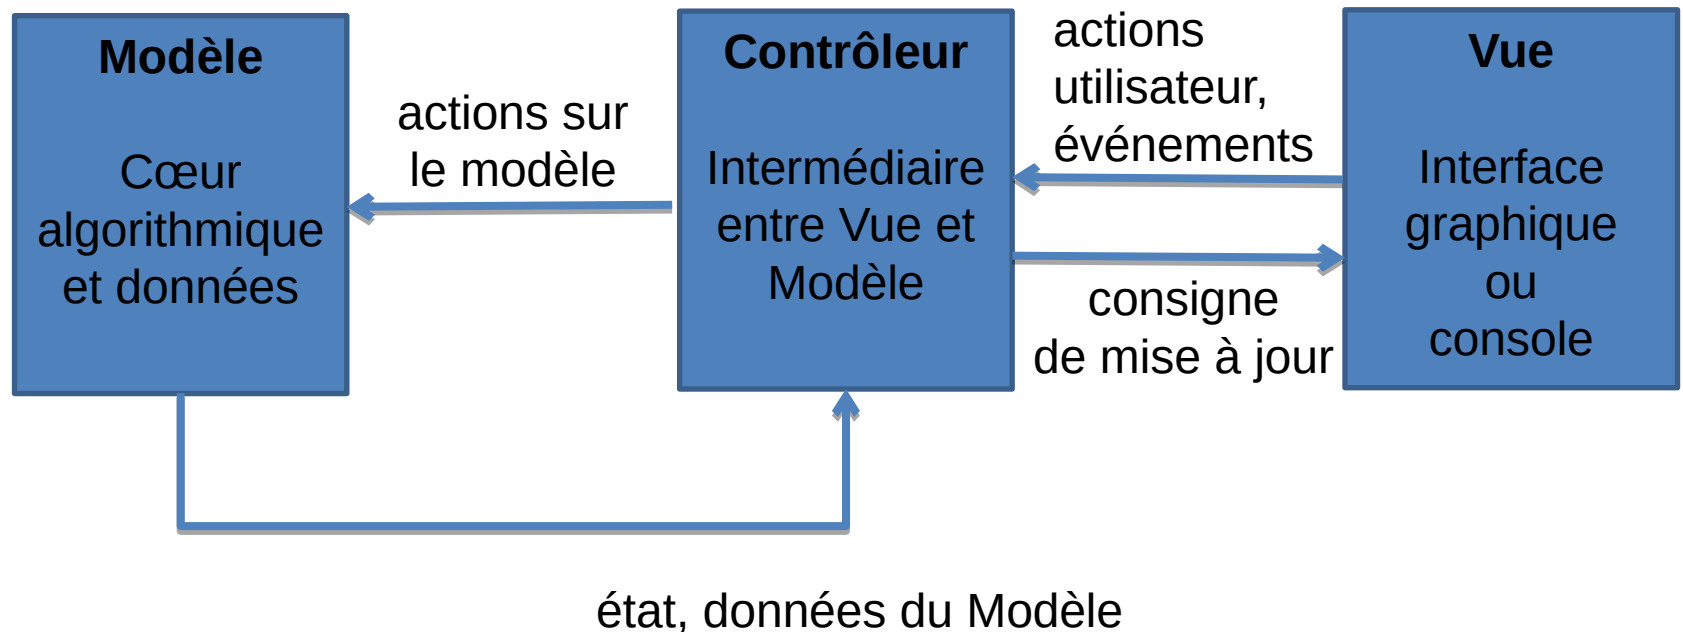 Modèle
Cœur
algorithmique
et données
actions sur
le modèle
Contrôleur
Intermédiaire
entre Vue et
Modèle
actions
utilisateur,
événements
consigne
de mise à jour
Vue
Interface
graphique
ou
console
état, données du Modèle